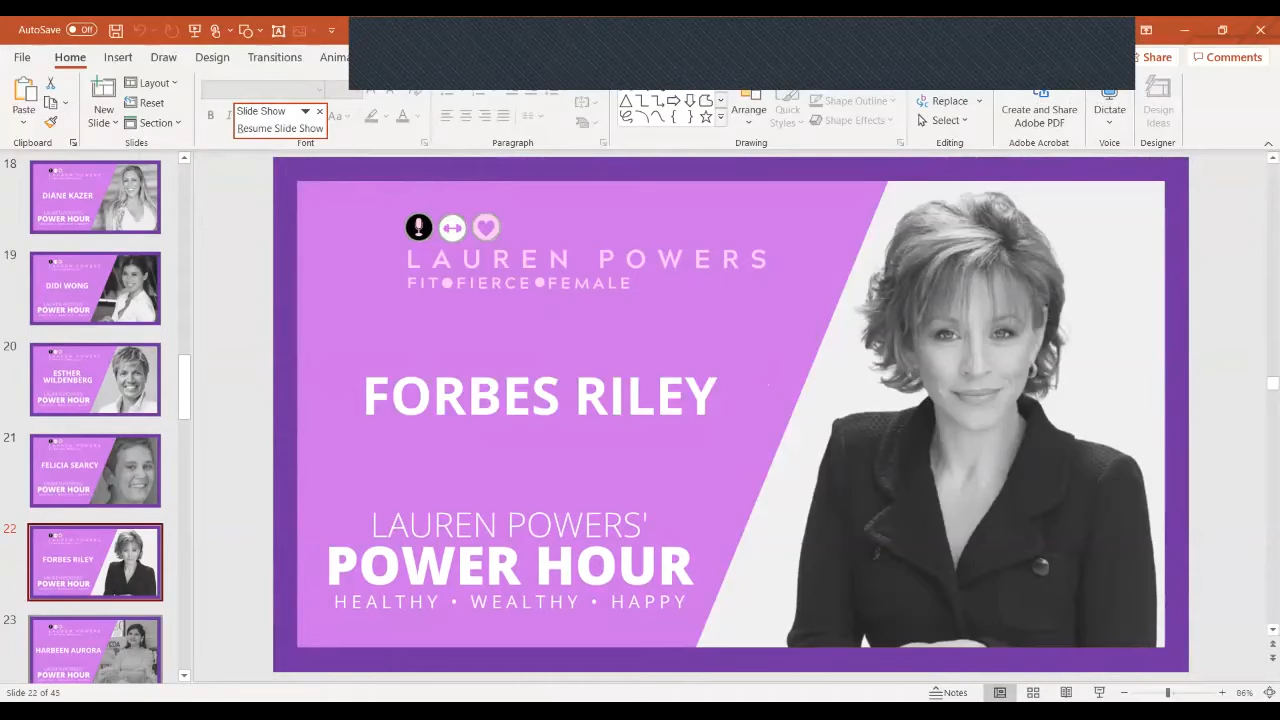 AutoSave Off
File Home Insert Draw Design Transitions
Share Comments
Paste
New
Slide
Layout
Reset
Section
Slide Show
Resume Slide Show
Arrange
Quick
Styles
Shape Outline
Shape Effects
Replace
Select
Create and Share
Adobe PDF
Dictate
Design
Ideas
Clipboard Slides Font Paragraph Drawing Editing Adobe Acrobat Voice Designer
18
DIANE KAZER
POWER HOUR
19
DIDI WONG
POWER HOUR
20
ESTHER
WILDENBERG
POWER HOUR
21
FELICIA SEARCY
POWER HOUR
22
FORBES RILEY
POWER HOUR
23
HARBEEN AURORA
POWER HOUR
LAUREN POWERS
FIT●FIERCE●FEMALE
FORBES RILEY
LAUREN POWERS'
POWER HOUR
HEALTHY • WEALTHY • HAPPY
Slide 22 of 45
Notes
86%